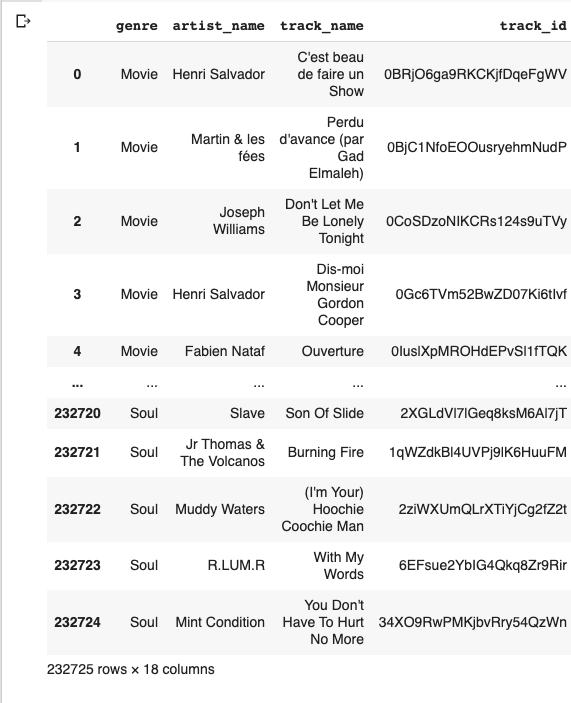 genre artist_name track_name track_id
0 Movie Henri Salvador C'est beau de faire un Show 0BRjO6ga9RKCKjfDqeFgWV
1 Movie Martin & les fées Perdu d'avance (par Gad Elmaleh) 0BjC1NfoEOOusryehmNudP
2 Movie Joseph Williams Don't Let Me Be Lonely Tonight 0CoSDzoNIKCRs124s9uTVy
3 Movie Henri Salvador Dis-moi Monsieur Gordon Cooper 0Gc6TVm52BwZD07Ki6tIvf
4 Movie Fabien Nataf Ouverture 0IuslXpMROHdEPvSl1fTQK
... ... ... ... ...
232720 Soul Slave Son Of Slide 2XGLdVl7lGeq8ksM6Al7jT
232721 Soul Jr Thomas & The Volcanos Burning Fire 1qWZdkBl4UVPj9lK6HuuFM
232722 Soul Muddy Waters (I'm Your) Hoochie Coochie Man 2ziWXUmQLrXTiYjCg2fZ2t
232723 Soul R.LUM.R With My Words 6EFsue2YbIG4Qkq8Zr9Rir
232724 Soul Mint Condition You Don't Have To Hurt No More 34XO9RwPMKjbvRry54QzWn
232725 rows × 18 columns